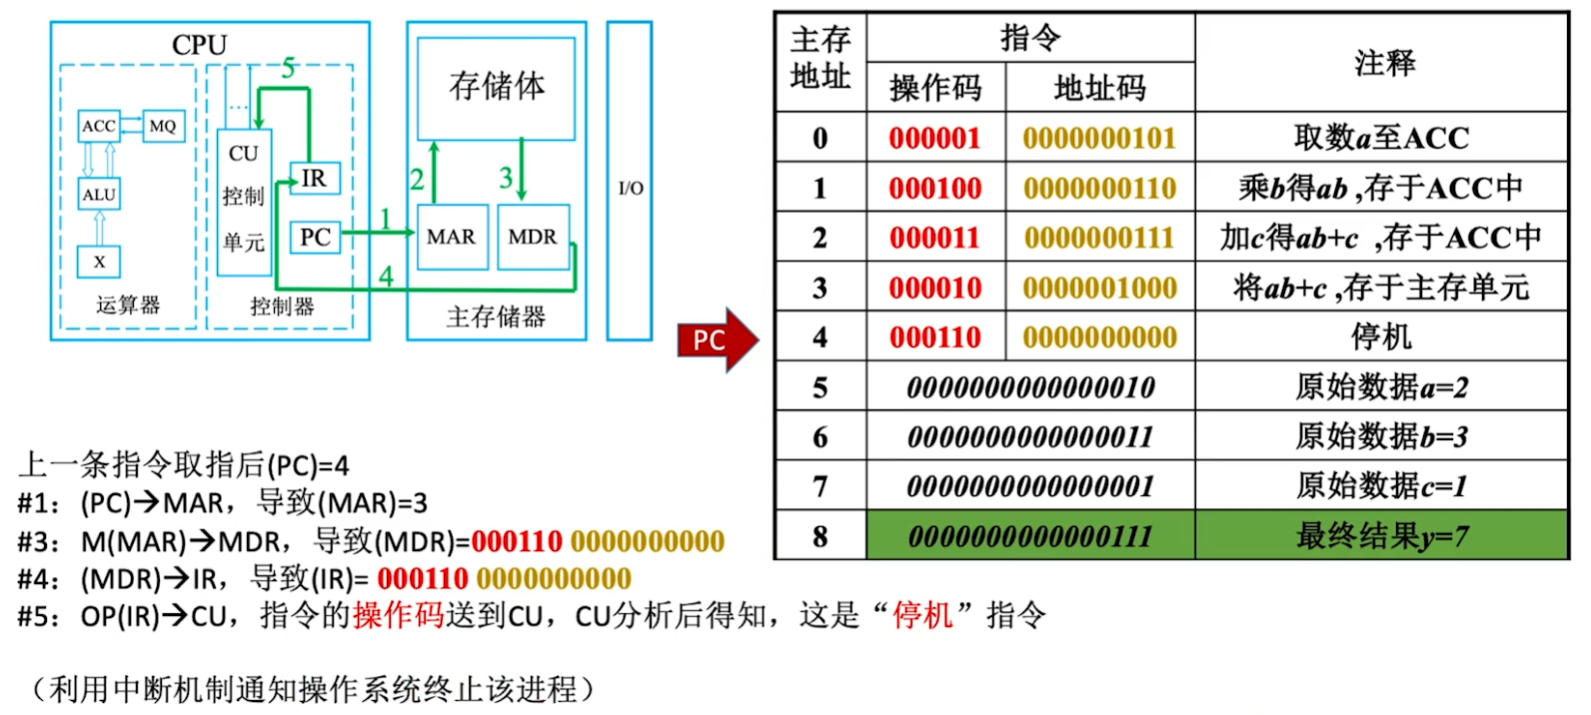 CPU
ACC
MQ
ALU
X
运算器
5
...
CU
控制
单元
IR
PC
控制器
存储体
2
3
1
MAR
MDR
4
主存储器
I/O
PC
主存地址 指令 注释
操作码 地址码
0 000001 0000000101 取数a至ACC
1 000100 0000000110 乘b得ab ,存于ACC中
2 000011 0000000111 加c得ab+c ,存于ACC中
3 000010 0000001000 将ab+c ,存于主存单元
4 000110 0000000000 停机
5 0000000000000010 原始数据a=2
6 0000000000000011 原始数据b=3
7 0000000000000001 原始数据c=1
8 0000000000000111 最终结果y=7
上一条指令取指后(PC)=4
#1：(PC)→MAR，导致(MAR)=3
#3：M(MAR)→MDR，导致(MDR)=000110 0000000000
#4：(MDR)→IR，导致(IR)= 000110 0000000000
#5：OP(IR)→CU，指令的操作码送到CU，CU分析后得知，这是“停机”指令
（利用中断机制通知操作系统终止该进程）